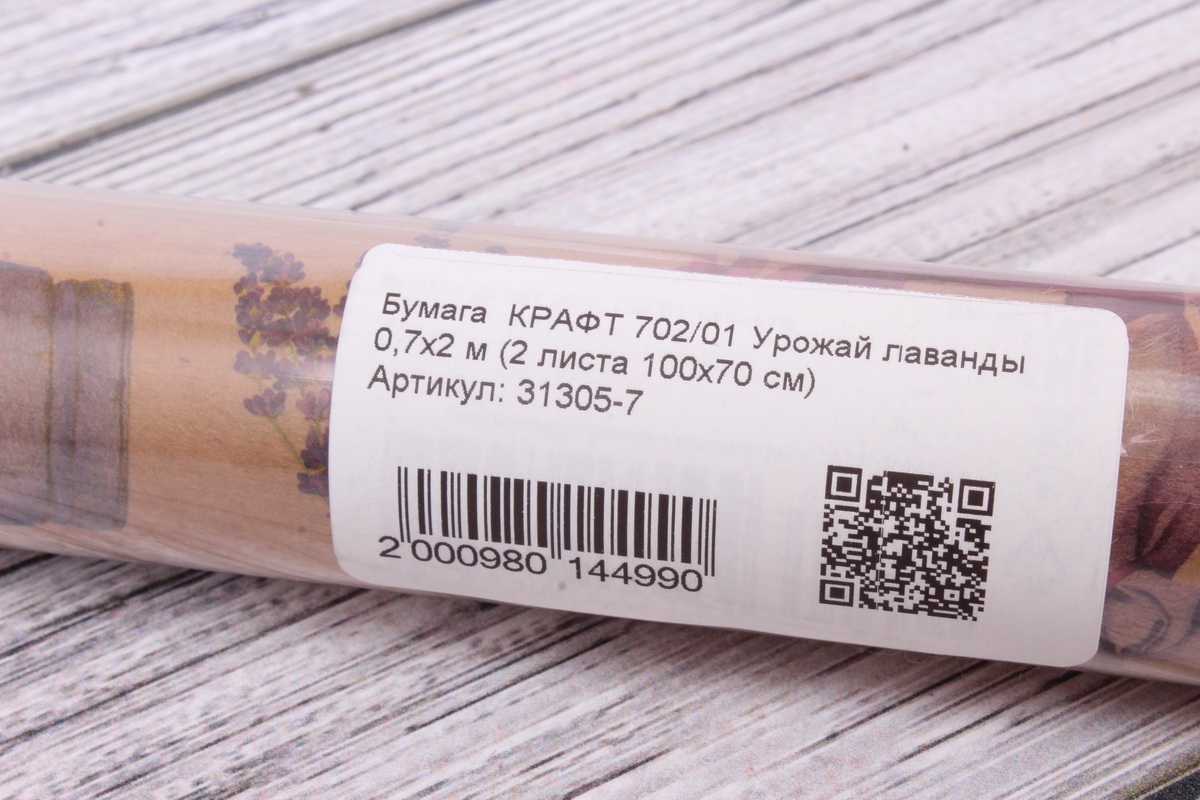 Бумага КРАФТ 702/01 Урожай лаванды
0,7х2 м (2 листа 100х70 см)
Артикул: 31305-7
2 000980 144990